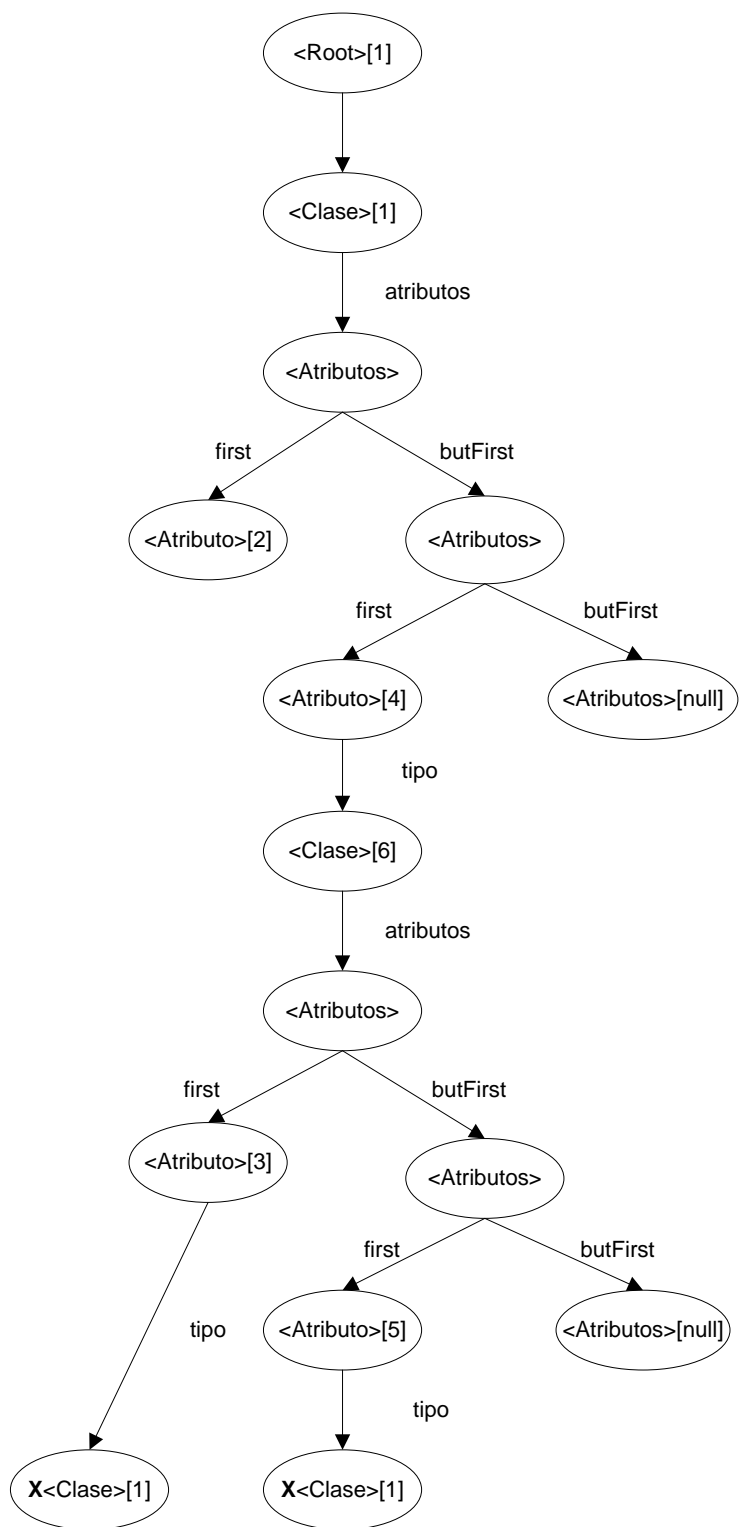 <Root>[1]
<Clase>[1]
atributos
<Atributos>
first
butFirst
<Atributo>[2]
<Atributos>
first
butFirst
<Atributo>[4]
<Atributos>[null]
tipo
<Clase>[6]
atributos
<Atributos>
first
butFirst
<Atributo>[3]
<Atributos>
first
butFirst
tipo
<Atributo>[5]
<Atributos>[null]
tipo
X<Clase>[1]
X<Clase>[1]